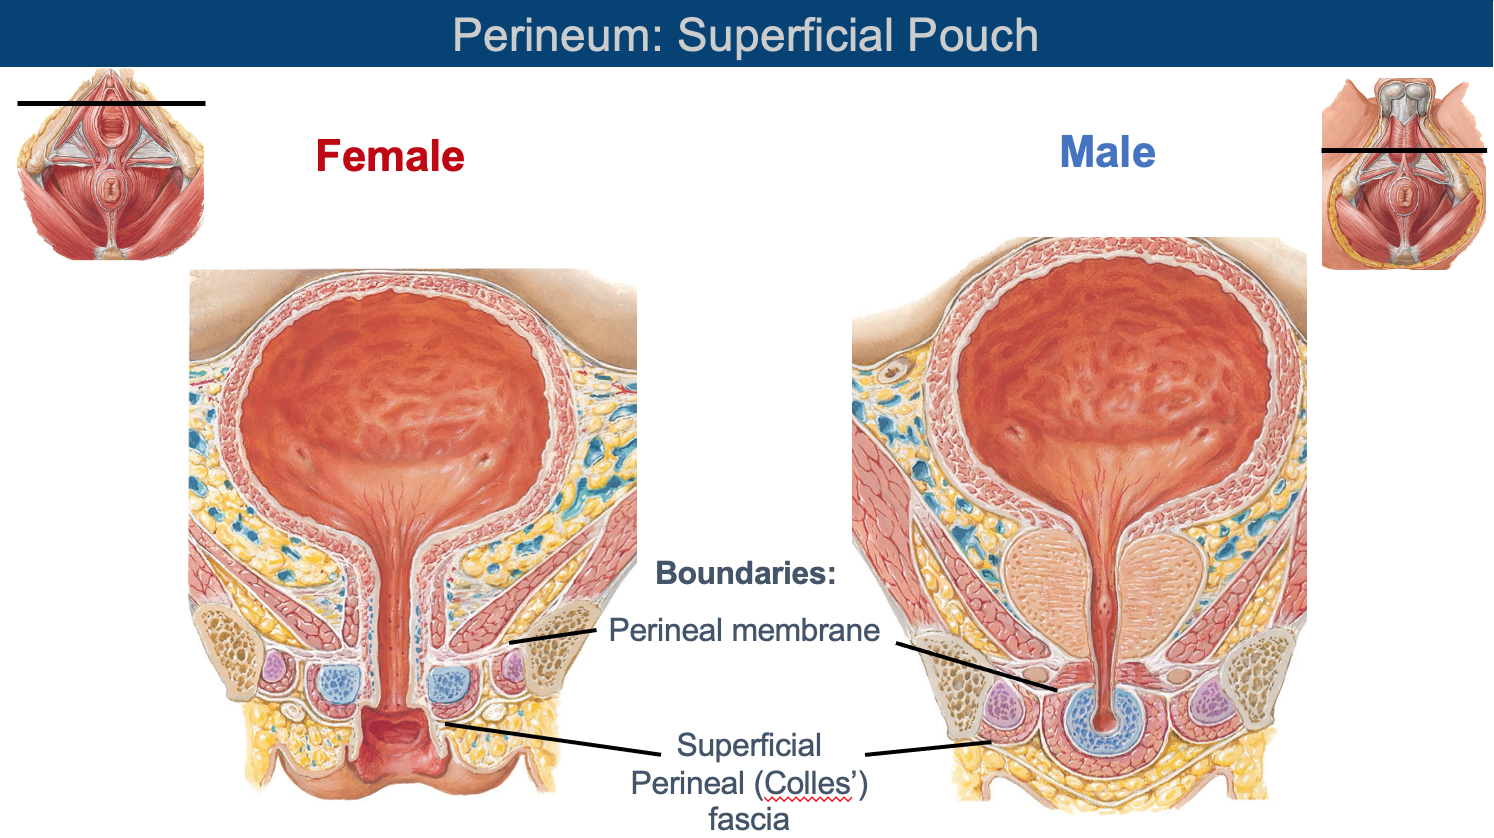 Perineum: Superficial Pouch
Female
Male
Boundaries:
Perineal membrane
Superficial
Perineal (Colles’)
fascia